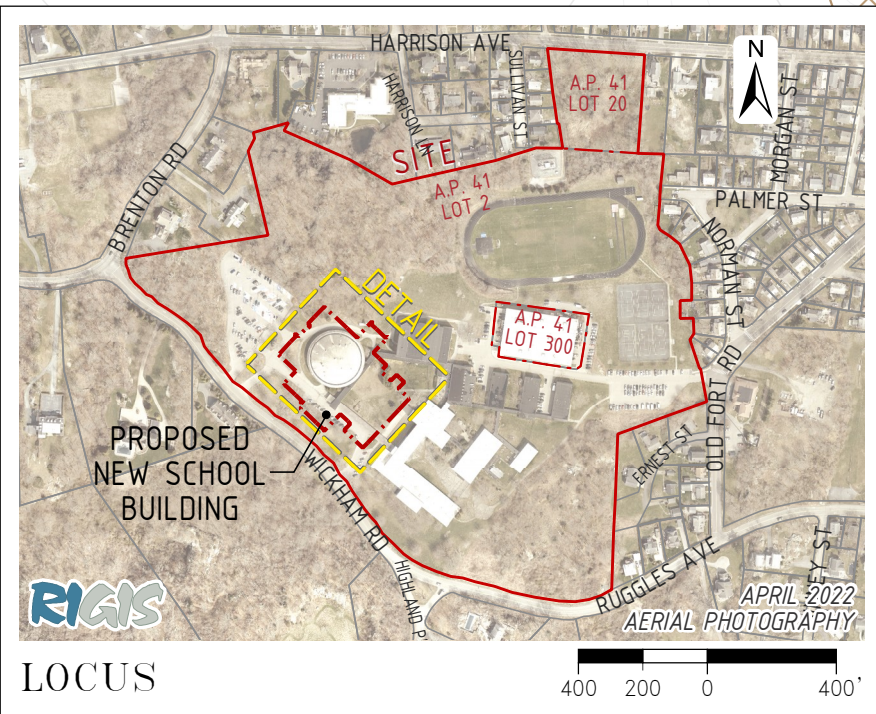 HARRISON AVE
N
SULLIVAN ST
A.P. 41
LOT 20
HARRISON LN
MORGAN ST
SITE
BRENTON RD
A.P. 41
LOT 2
PALMER ST
NORMAN ST
DETAIL
A.P. 41
LOT 300
OLD FORT RD
PROPOSED
NEW SCHOOL
BUILDING
ERNEST ST
WICKHAM RD
HIGHLAND
RUGGLES AVE
ST
RIGIS
APRIL 2022
AERIAL PHOTOGRAPHY
LOCUS
400 200 0 400'